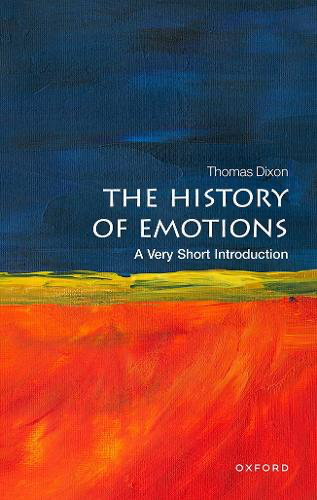 Thomas Dixon
THE HISTORY
OF EMOTIONS
A Very Short Introduction
OXFORD